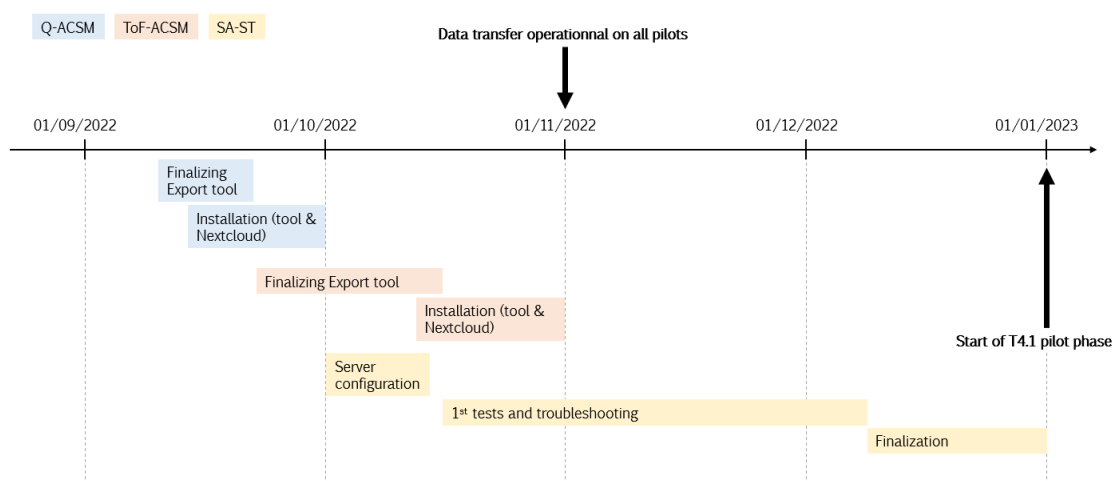 Q-ACSM
ToF-ACSM
SA-ST
Data transfer operationnal on all pilots
01/09/2022
01/10/2022
01/11/2022
01/12/2022
01/01/2023
Finalizing
Export tool
Installation (tool &
Nextcloud)
Finalizing Export tool
Installation (tool &
Nextcloud)
Start of T4.1 pilot phase
Server
configuration
1st tests and troubleshooting
Finalization